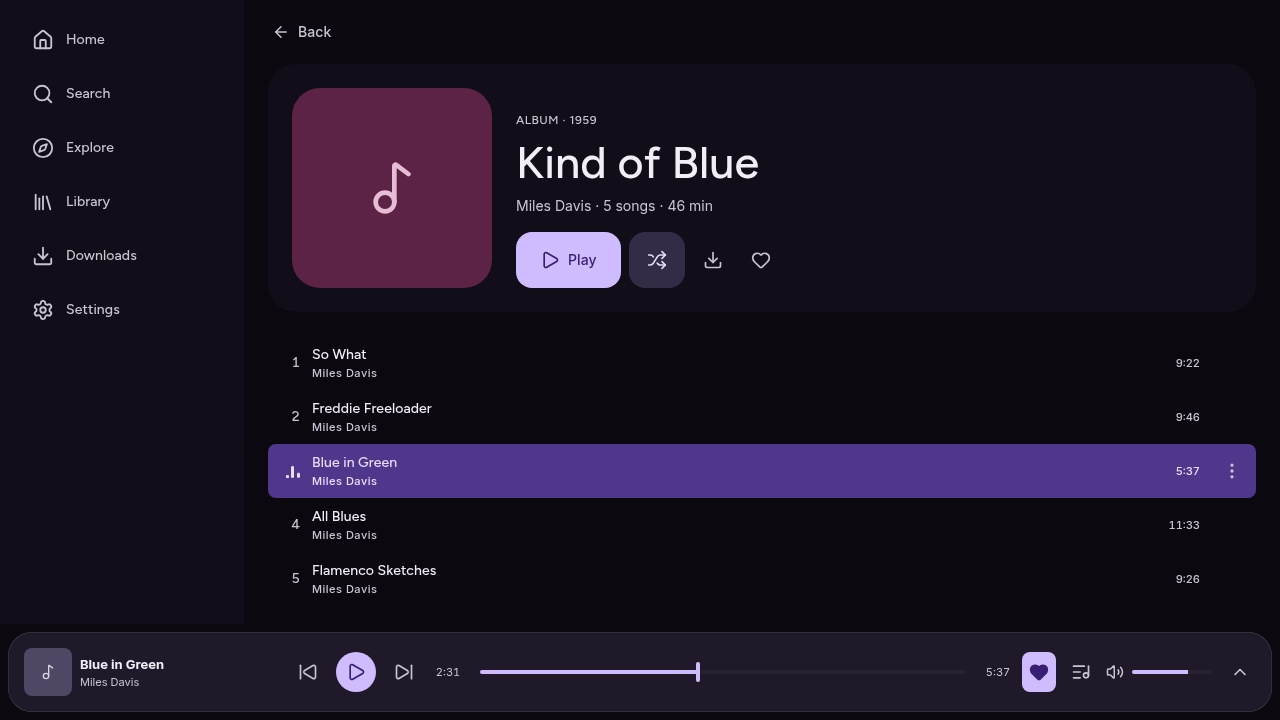 Home
Search
Explore
Library
Downloads
Settings
Back
ALBUM · 1959
Kind of Blue
Miles Davis · 5 songs · 46 min
Play
1 So What 9:22
Miles Davis
2 Freddie Freeloader 9:46
Miles Davis
Blue in Green 5:37
Miles Davis
4 All Blues 11:33
Miles Davis
5 Flamenco Sketches 9:26
Miles Davis
Blue in Green
Miles Davis
2:31
5:37